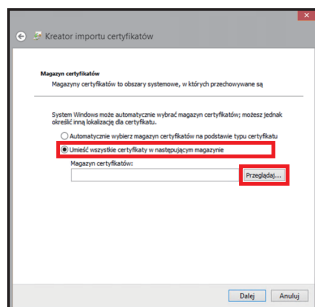 Kreator importu certyfikatów
Magazyn certyfikatów
Magazyny certyfikatów to obszary systemowe, w których przechowywane są
System Windows może automatycznie wybrać magazyn certyfikatów; możesz jednak
określić inną lokalizację dla certyfikatu.
Automatycznie wybierz magazyn certyfikatów na podstawie typu certyfikatu
Umieść wszystkie certyfikaty w następującym magazynie
Magazyn certyfikatów:
Przeglądaj...
Dalej
Anuluj